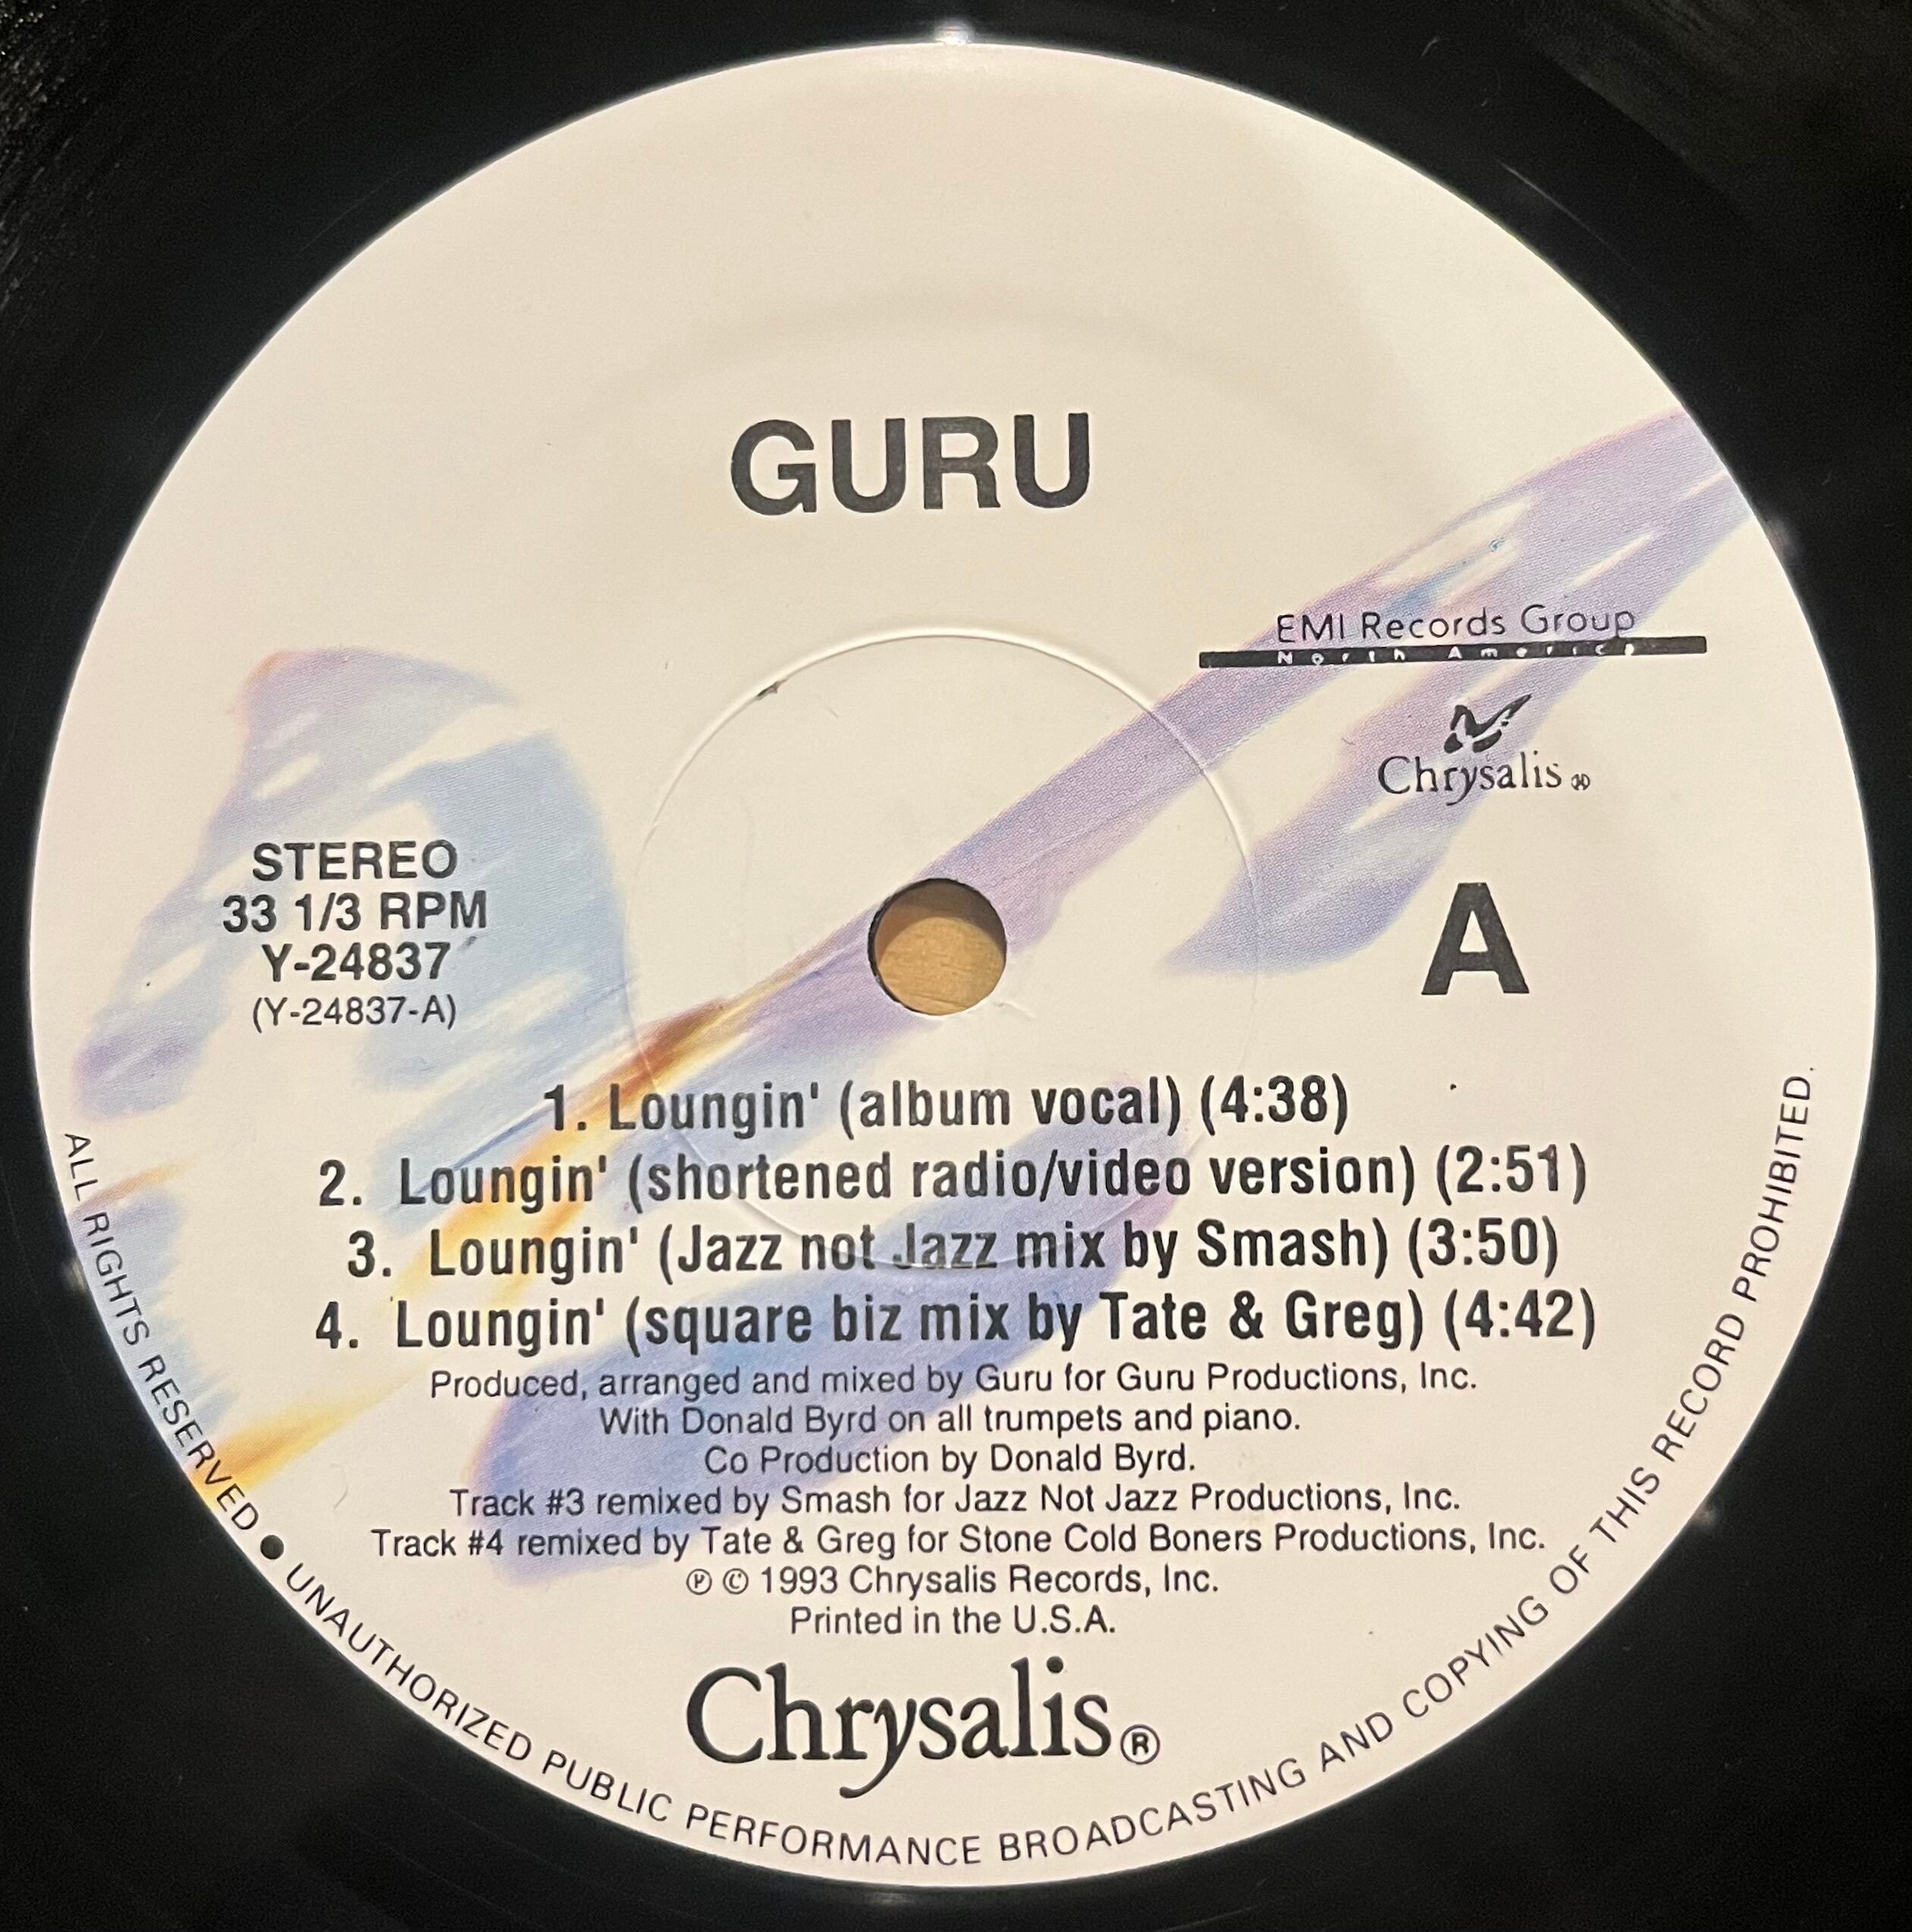 GURU
EMI Records Group
North America
Chrysalis ®
STEREO
33 1/3 RPM
Y-24837
(Y-24837-A)
A
1. Loungin' (album vocal) (4:38)
2. Loungin' (shortened radio/video version) (2:51)
3. Loungin' (Jazz not Jazz mix by Smash) (3:50)
4. Loungin' (square biz mix by Tate & Greg) (4:42)
Produced, arranged and mixed by Guru for Guru Productions, Inc.
With Donald Byrd on all trumpets and piano.
Co Production by Donald Byrd.
Track #3 remixed by Smash for Jazz Not Jazz Productions, Inc.
Track #4 remixed by Tate & Greg for Stone Cold Boners Productions, Inc.
℗ © 1993 Chrysalis Records, Inc.
Printed in the U.S.A.
Chrysalis®
ALL RIGHTS RESERVED ● UNAUTHORIZED PUBLIC PERFORMANCE BROADCASTING AND COPYING OF THIS RECORD PROHIBITED.